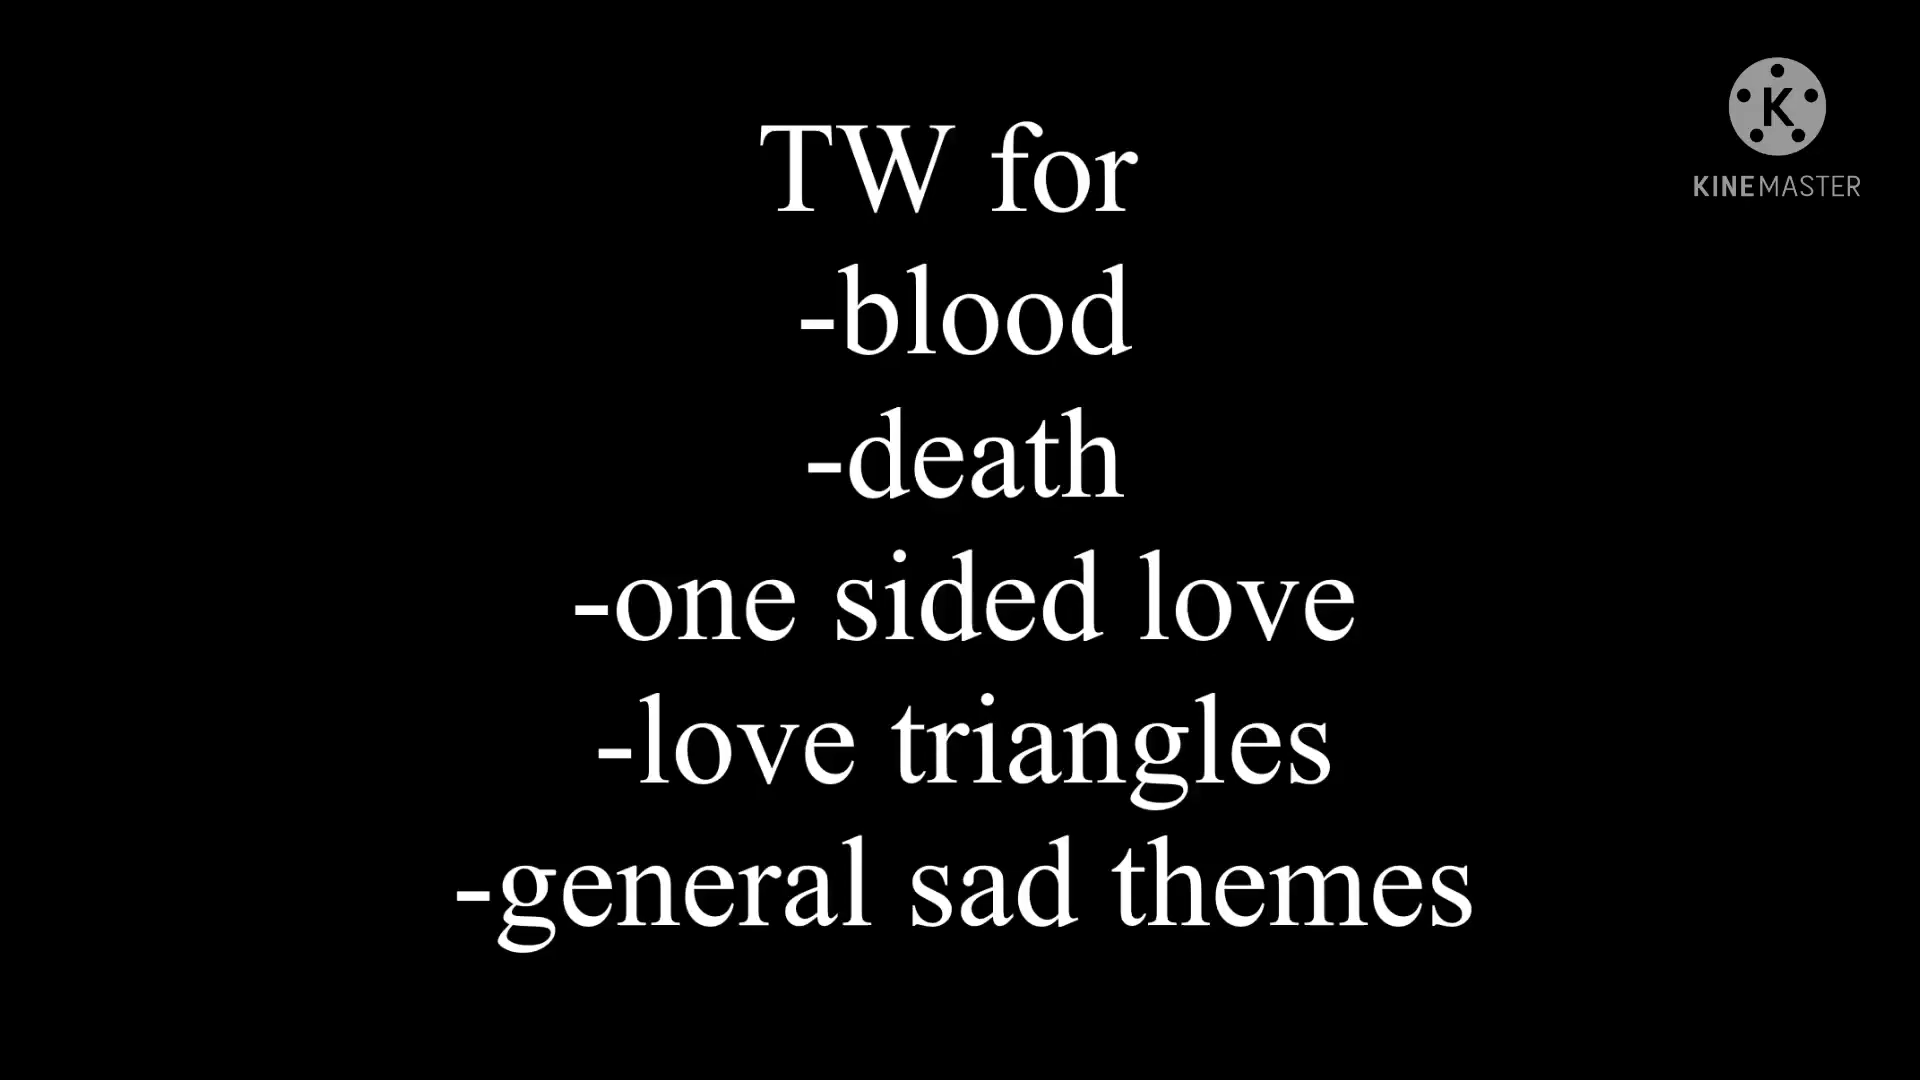 TW for
-blood
-death
-one sided love
-love triangles
-general sad themes
K
KINEMASTER